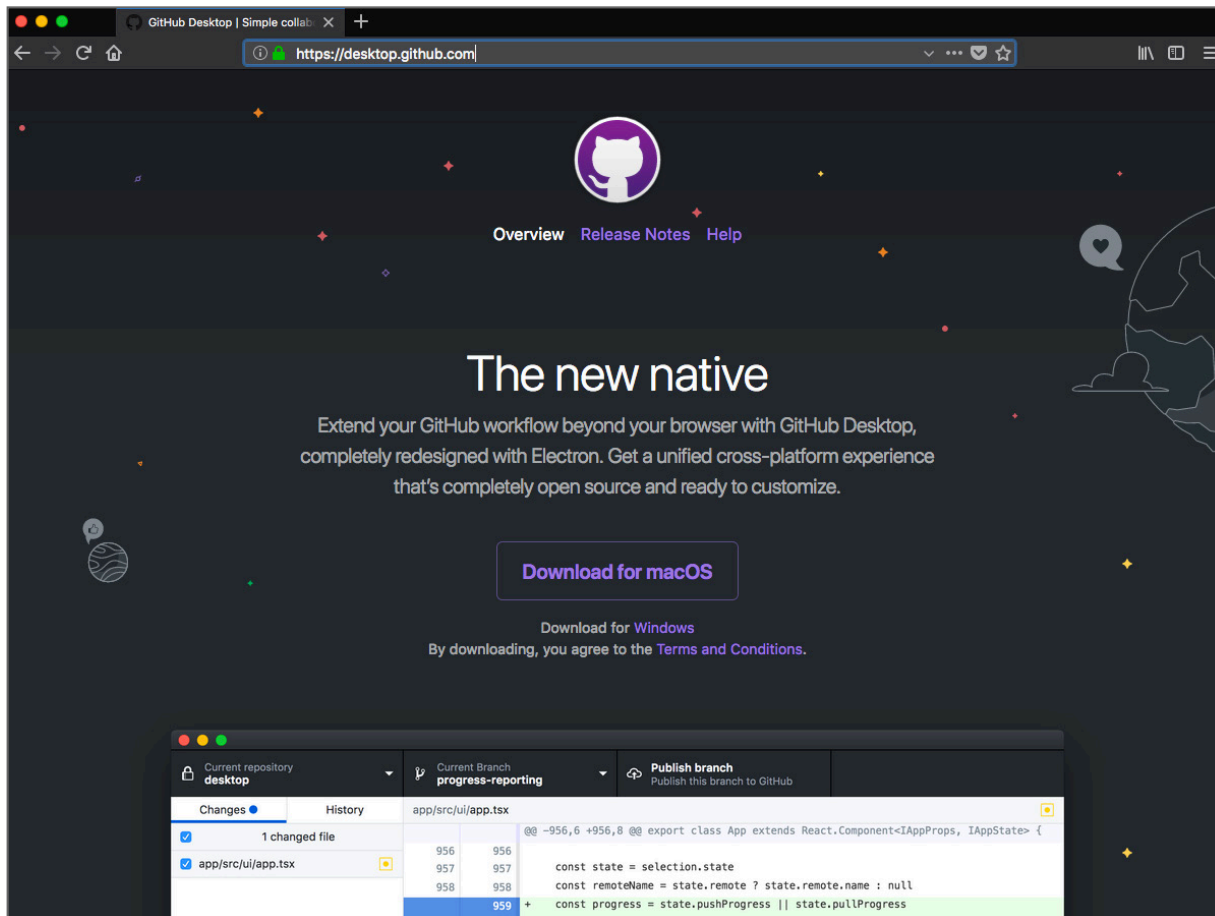 GitHub Desktop | Simple collab
https://desktop.github.com
Overview Release Notes Help
The new native
Extend your GitHub workflow beyond your browser with GitHub Desktop,
completely redesigned with Electron. Get a unified cross-platform experience
that's completely open source and ready to customize.
Download for macOS
Download for Windows
By downloading, you agree to the Terms and Conditions.
Current repository
desktop
Current Branch
progress-reporting
Publish branch
Publish this branch to GitHub
Changes History app/src/ui/app.tsx
1 changed file
@@ -956,6 +956,8 @@ export class App extends React.Component<IAppProps, IAppState> {
app/src/ui/app.tsx
956 956
957 957 const state = selection.state
958 958 const remoteName = state.remote ? state.remote.name : null
959 + const progress = state.pushProgress || state.pullProgress